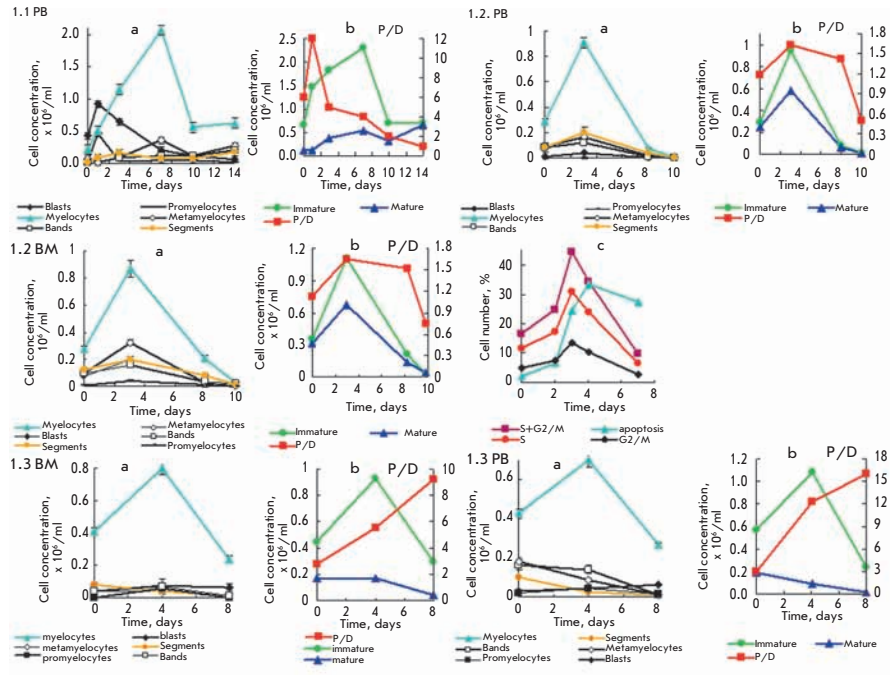 1.1 PB
a
Cell concentration,
x 10⁶/ml
2.0
1.5
1.0
0.5
0.0
0 2 4 6 8 10 12 14
Time, days
Blasts
Promyelocytes
Myelocytes
Metamyelocytes
Bands
Segments
b
P/D
Cell concentration,
10⁶/ml
2.5
2.0
1.5
1.0
0.5
0.0
12
10
8
6
4
2
0
0 2 4 6 8 10 12 14
Time, days
Immature
Mature
P/D
1.2. PB
a
Cell concentration, x
10⁶/ml
1
0.8
0.6
0.4
0.2
0
0 2 4 6 8 10
Time, days
Blasts
Promyelocytes
Myelocytes
Metamyelocytes
Bands
Segments
b
P/D
Cell concentration, x
10⁶/ml
1
0.8
0.6
0.4
0.2
0
1.8
1.5
1.2
0.9
0.6
0.3
0
0 2 4 6 8 10
Time, days
Immature
Mature
P/D
1.2 BM
a
Cell concentration,
10⁶/ml
1
0.8
0.6
0.4
0.2
0
0 2 4 6 8 10
Time, days
Myelocytes
Metamyelocytes
Blasts
Bands
Segments
Promyelocytes
b
P/D
Cell concentration,
x 10⁶/ml
1.2
0.9
0.6
0.3
0
1.8
1.5
1.2
0.9
0.6
0.3
0
0 2 4 6 8 10
Time, days
Immature
Mature
P/D
c
Cell number, %
40
30
20
10
0
0 2 4 6 8
Time, days
S+G2/M
apoptosis
S
G2/M
1.3 BM
a
Cell concentration,
x 10⁶/ml
0.8
0.6
0.4
0.2
0
0 2 4 6 8
Time, days
myelocytes
blasts
metamyelocytes
Segments
promyelocytes
Bands
b
P/D
Cell concentration,
x 10⁶/ml
1
0.8
0.6
0.4
0.2
0
10
8
6
4
2
0
0 4 8
Time, days
P/D
immature
mature
1.3 PB
a
Cell concentration,
10⁶/ml
0.6
0.4
0.2
0
0 2 4 6 8
Time, days
Myelocytes
Segments
Bands
Metamyelocytes
Promyelocytes
Blasts
b
P/D
Cell concentration,
x 10⁶/ml
1.2
1.0
0.8
0.6
0.4
0.2
0.0
18
15
12
9
6
3
0
0 2 4 6 8
Time, days
Immature
Mature
P/D